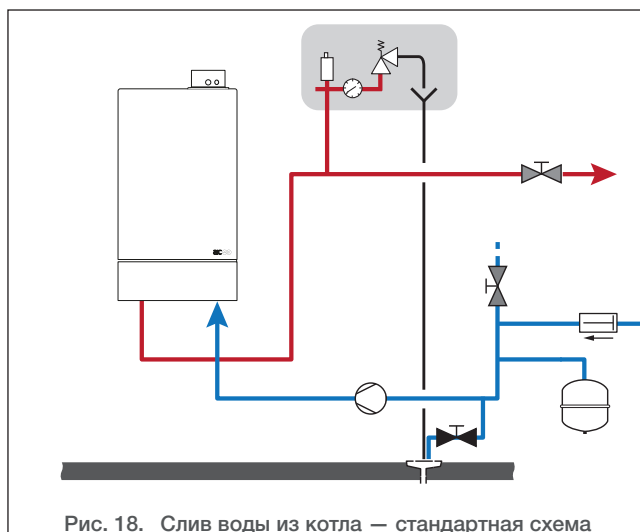 Рис. 18. Слив воды из котла — стандартная схема